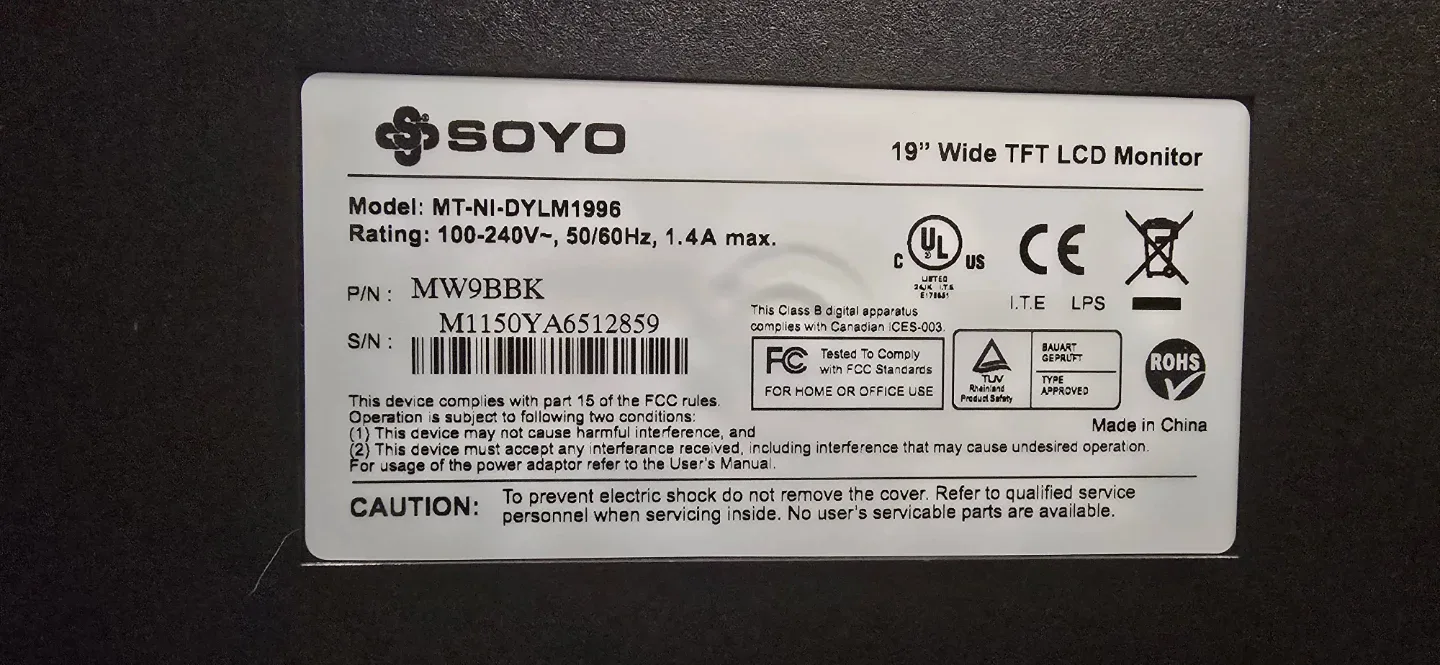 SOYO
19” Wide TFT LCD Monitor
Model: MT-NI-DYLM1996
Rating: 100-240V~, 50/60Hz, 1.4A max.
P/N : MW9BBK
S/N : M1150YA6512859
C UL US
LISTED
I.T.E.
CE
I.T.E LPS
This Class B digital apparatus
complies with Canadian ICES-003.
FC Tested To Comply
with FCC Standards
FOR HOME OR OFFICE USE
TUV
Rheinland
Product Safety
BAUART
GEPRUFT
TYPE
APPROVED
ROHS
Made in China
This device complies with part 15 of the FCC rules.
Operation is subject to following two conditions:
(1) This device may not cause harmful interference, and
(2) This device must accept any interferance received, including interference that may cause undesired operation.
For usage of the power adaptor refer to the User's Manual.
CAUTION: To prevent electric shock do not remove the cover. Refer to qualified service
personnel when servicing inside. No user's servicable parts are available.